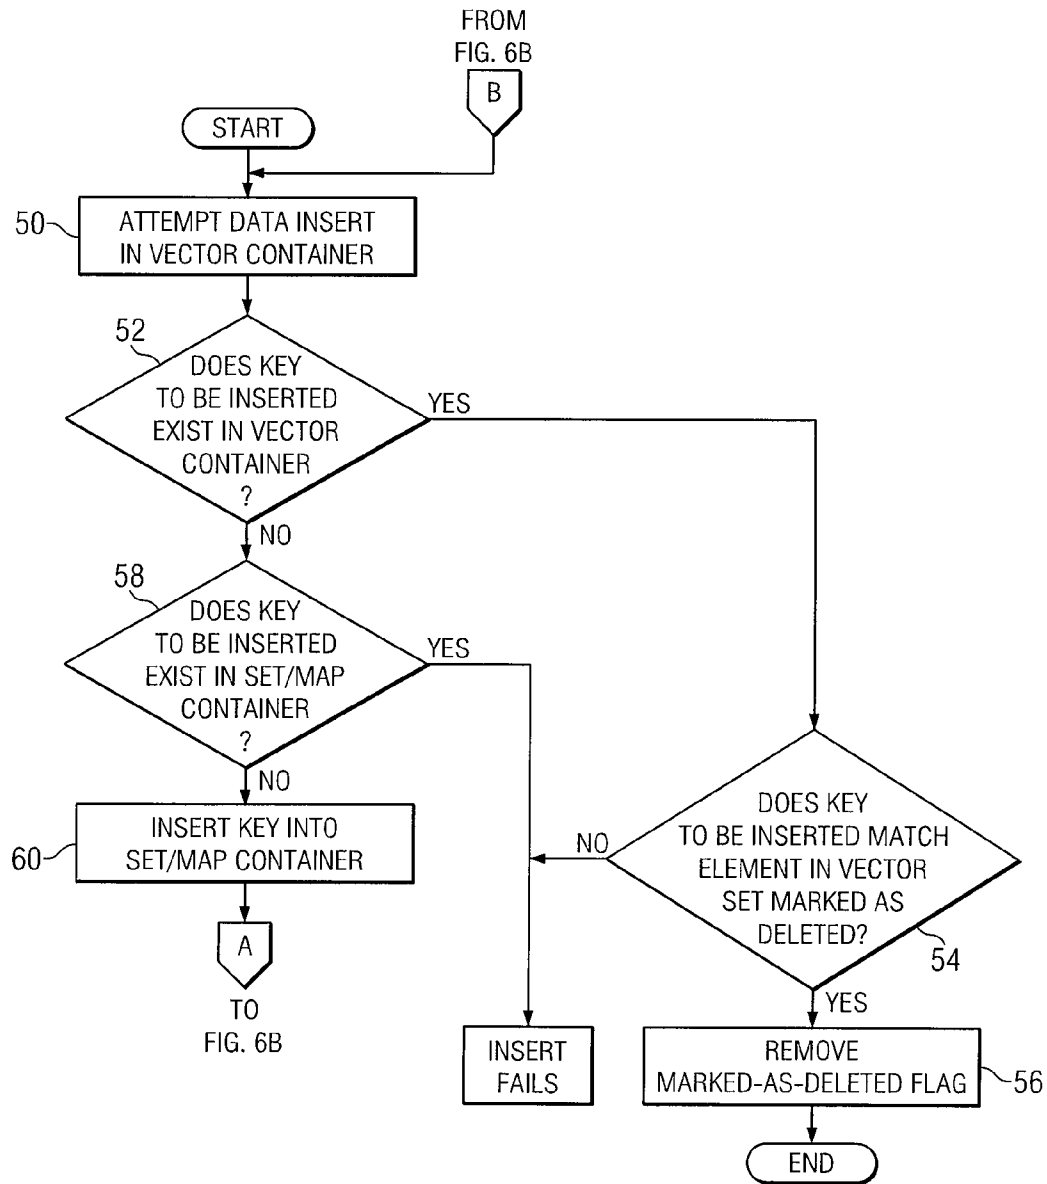 FROM
FIG. 6B
B
START
50
ATTEMPT DATA INSERT
IN VECTOR CONTAINER
52
DOES KEY
TO BE INSERTED
EXIST IN VECTOR
CONTAINER
?
YES
NO
58
DOES KEY
TO BE INSERTED
EXIST IN SET/MAP
CONTAINER
?
YES
NO
60
INSERT KEY INTO
SET/MAP CONTAINER
A
TO
FIG. 6B
INSERT
FAILS
NO
DOES KEY
TO BE INSERTED MATCH
ELEMENT IN VECTOR
SET MARKED AS
DELETED?
54
YES
REMOVE
MARKED-AS-DELETED FLAG
56
END